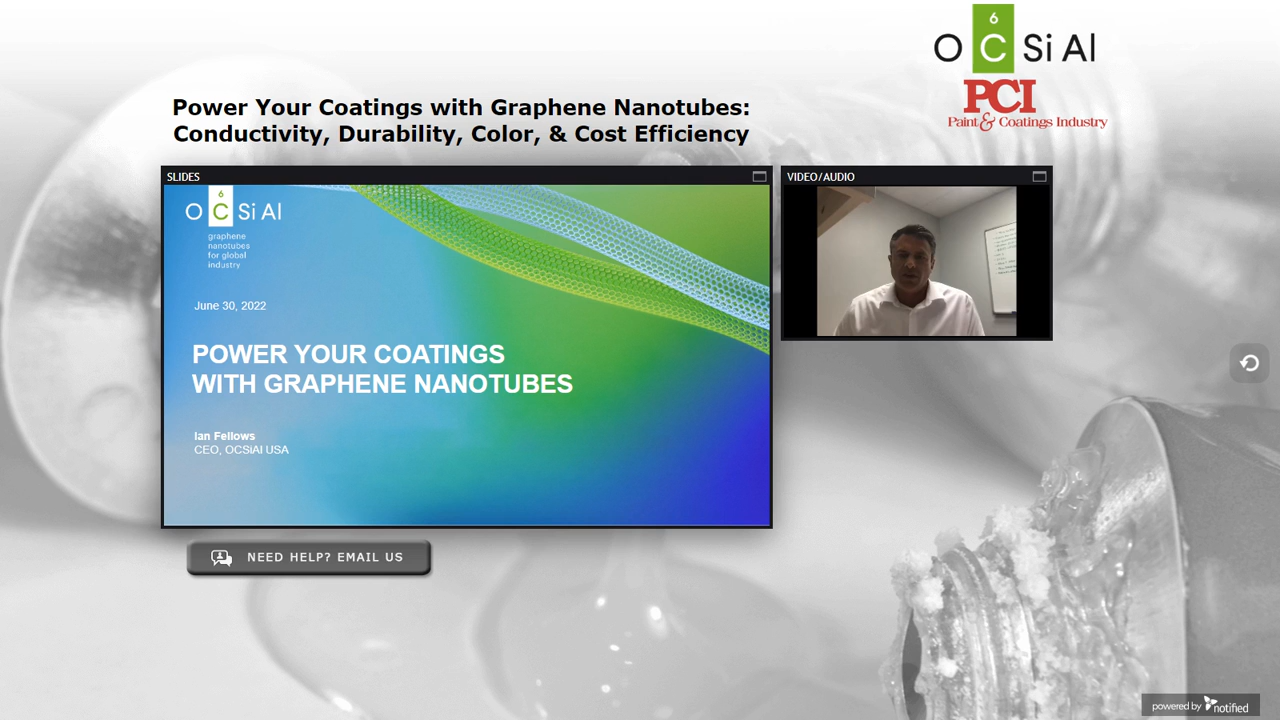 6
O C Si Al
PCI
Paint & Coatings Industry
Power Your Coatings with Graphene Nanotubes:
Conductivity, Durability, Color, & Cost Efficiency
SLIDES
VIDEO/AUDIO
6
O C Si Al
graphene
nanotubes
for global
industry
June 30, 2022
POWER YOUR COATINGS
WITH GRAPHENE NANOTUBES
Ian Fellows
CEO, OCSiAl USA
NEED HELP? EMAIL US
powered by notified